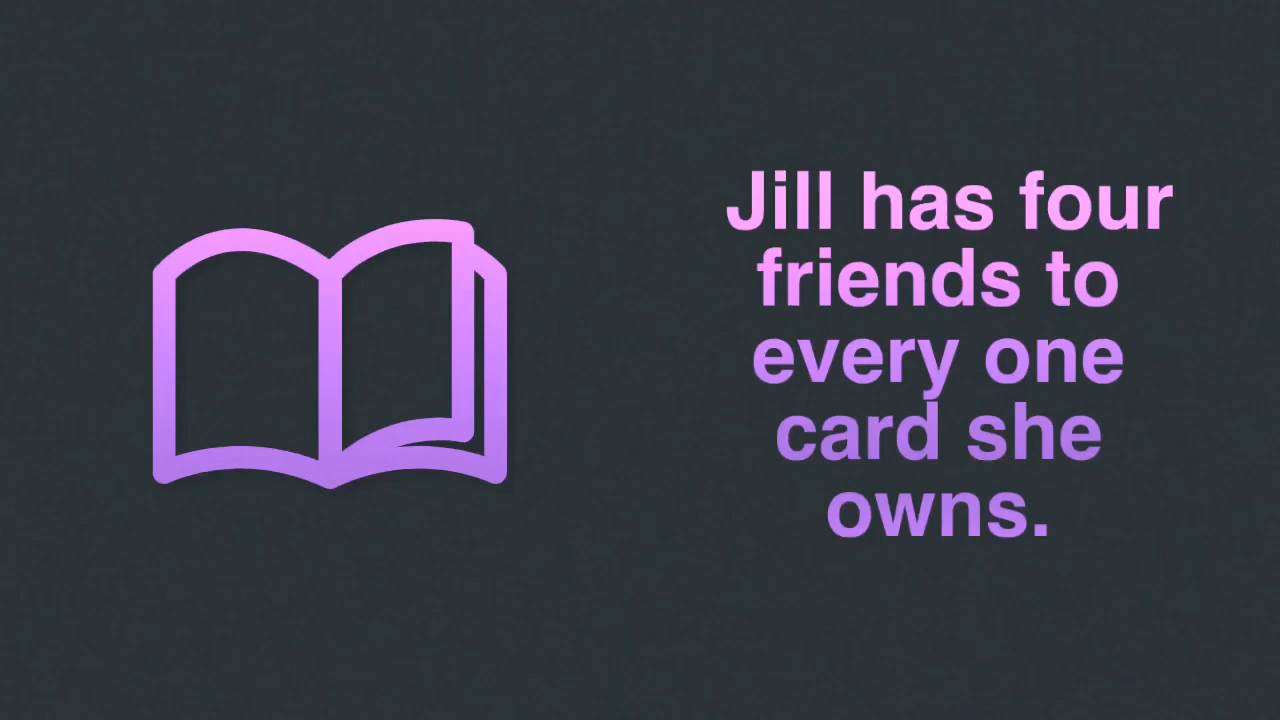 Jill has four
friends to
every one
card she
owns.